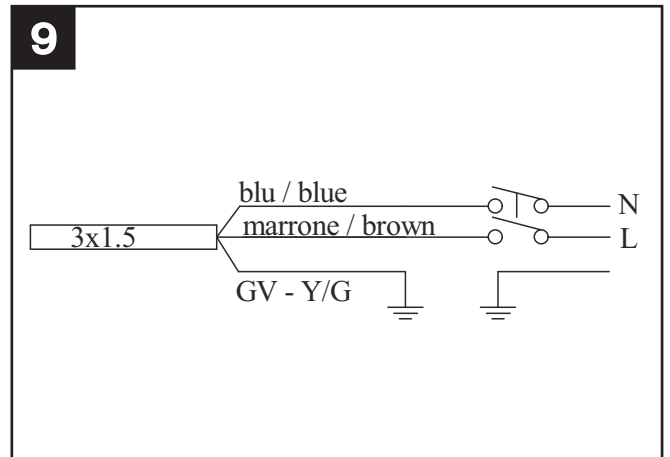 9
blu / blue
N
3x1.5
marrone / brown
L
GV - Y/G